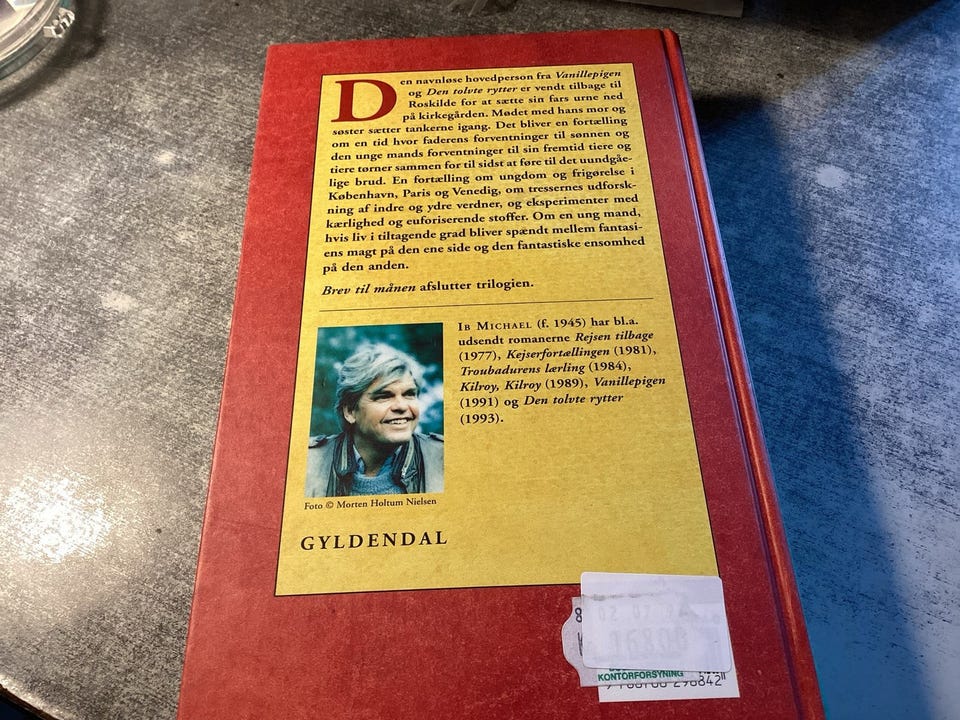 Den navnløse hovedperson fra Vanillepigen
og Den tolvte rytter er vendt tilbage til
Roskilde for at sætte sin fars urne ned
på kirkegården. Mødet med hans mor og
søster sætter tankerne igang. Det bliver en fortælling
om en tid hvor faderens forventninger til sønnen og
den unge mands forventninger til sin fremtid tiere og
tiere tørner sammen for til sidst at føre til det uundgåe-
lige brud. En fortælling om ungdom og frigørelse i
København, Paris og Venedig, om tressernes udforsk-
ning af indre og ydre verdner, og eksperimenter med
kærlighed og euforiserende stoffer. Om en ung mand,
hvis liv i tiltagende grad bliver spændt mellem fantasi-
ens magt på den ene side og den fantastiske ensomhed
på den anden.
Brev til månen afslutter trilogien.
IB MICHAEL (f. 1945) har bl.a.
udsendt romanerne Rejsen tilbage
(1977), Kejserfortællingen (1981),
Troubadurens lærling (1984),
Kilroy, Kilroy (1989), Vanillepigen
(1991) og Den tolvte rytter
(1993).
Foto © Morten Holtum Nielsen
GYLDENDAL
16800
KONTORFORSYNING